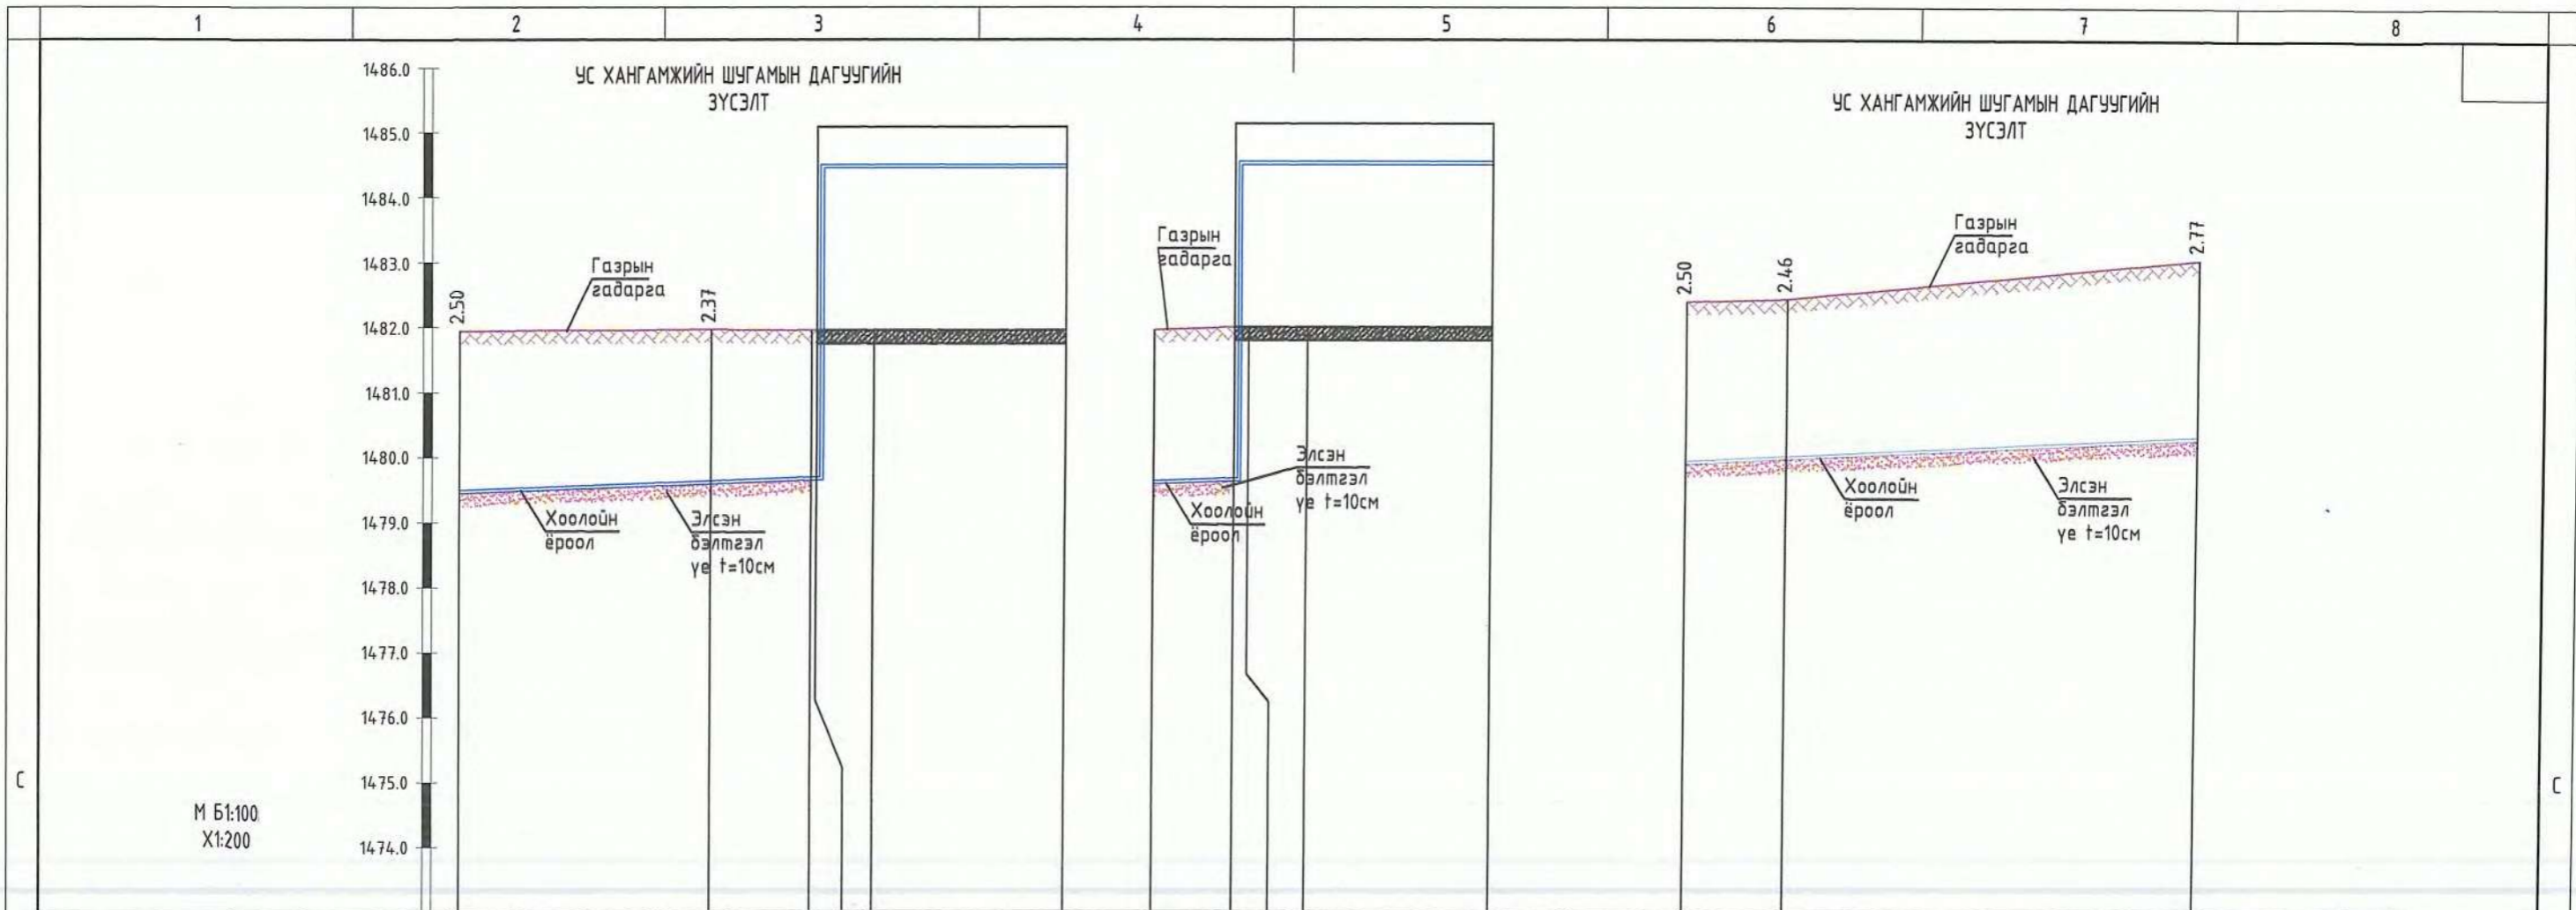 1 2 3 4 5 6 7 8
УС ХАНГАМЖИЙН ШУГАМЫН ДАГУУГИЙН
ЗҮСЭЛТ
УС ХАНГАМЖИЙН ШУГАМЫН ДАГУУГИЙН
ЗҮСЭЛТ
1486.0
1485.0
1484.0
1483.0
1482.0
1481.0
1480.0
1479.0
1478.0
1477.0
1476.0
1475.0
1474.0
2.50
Газрын
гадарга
2.37
Хоолойн
ёроол
Элсэн
бэлтгэл
үе t=10см
Газрын
гадарга
Хоолойн
ёроол
Элсэн
бэлтгэл
үе t=10см
2.50
2.46
Газрын
гадарга
2.77
Хоолойн
ёроол
Элсэн
бэлтгэл
үе t=10см
С
М Б1:100
Х1:200
С